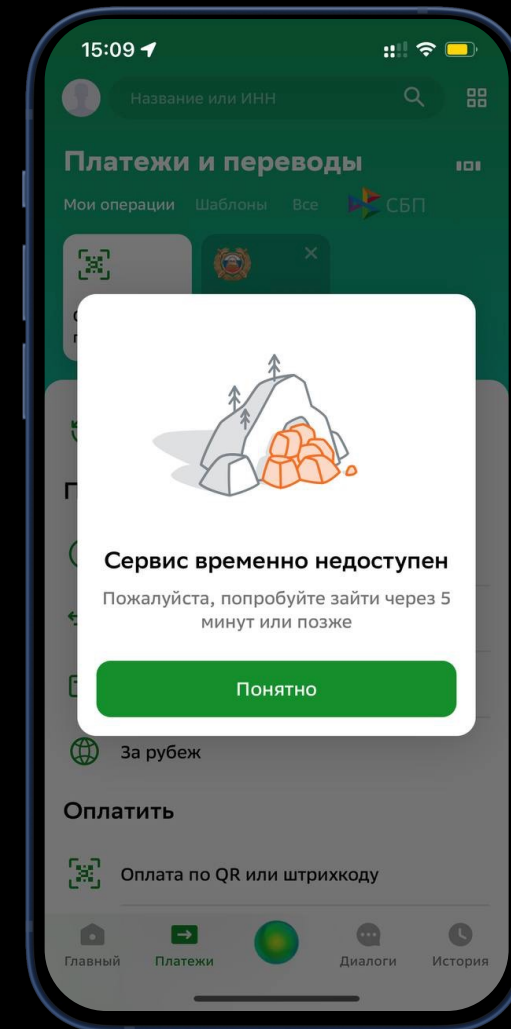 15:09
Название или ИНН
Платежи и переводы
Мои операции Шаблоны Все СБП
Сервис временно недоступен
Пожалуйста, попробуйте зайти через 5
минут или позже
Понятно
За рубеж
Оплатить
Оплата по QR или штрихкоду
Главный Платежи Диалоги История